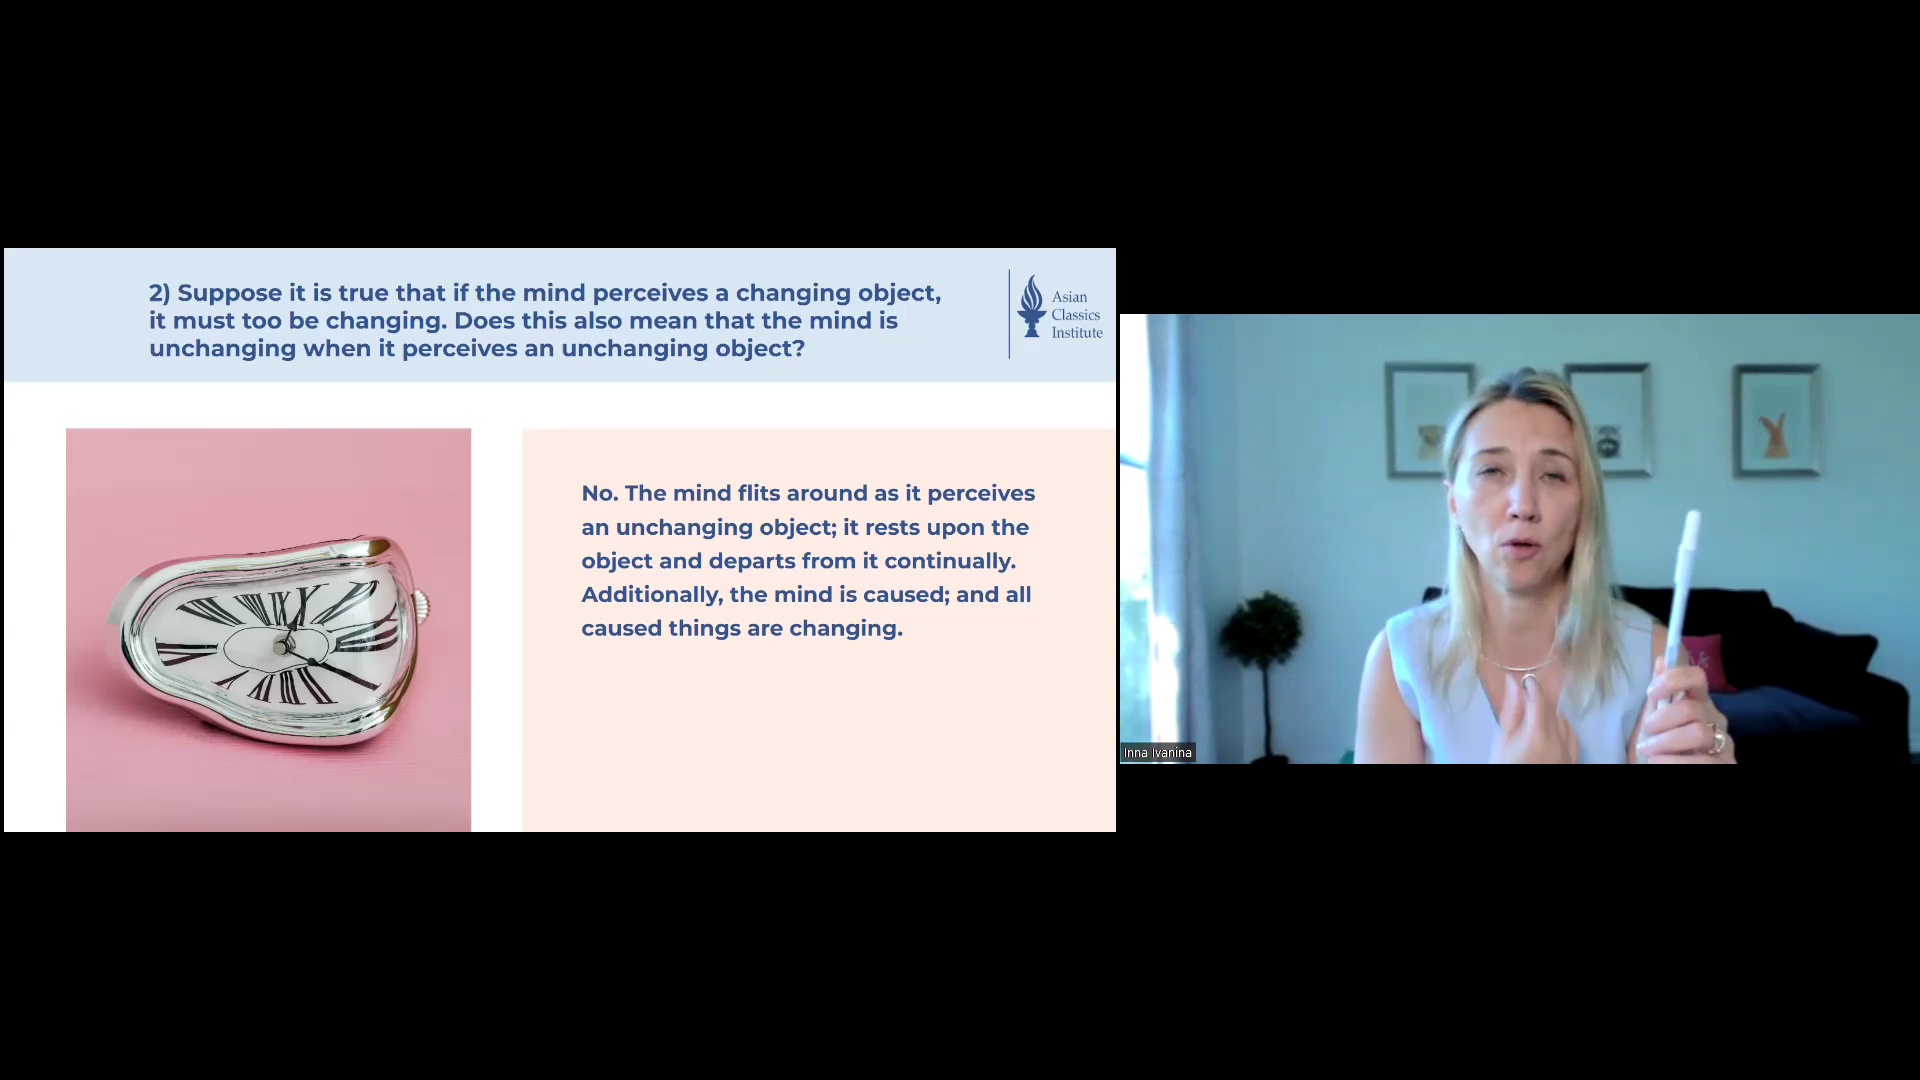 2) Suppose it is true that if the mind perceives a changing object,
it must too be changing. Does this also mean that the mind is
unchanging when it perceives an unchanging object?
Asian
Classics
Institute
No. The mind flits around as it perceives
an unchanging object; it rests upon the
object and departs from it continually.
Additionally, the mind is caused; and all
caused things are changing.
Inna Ivanina